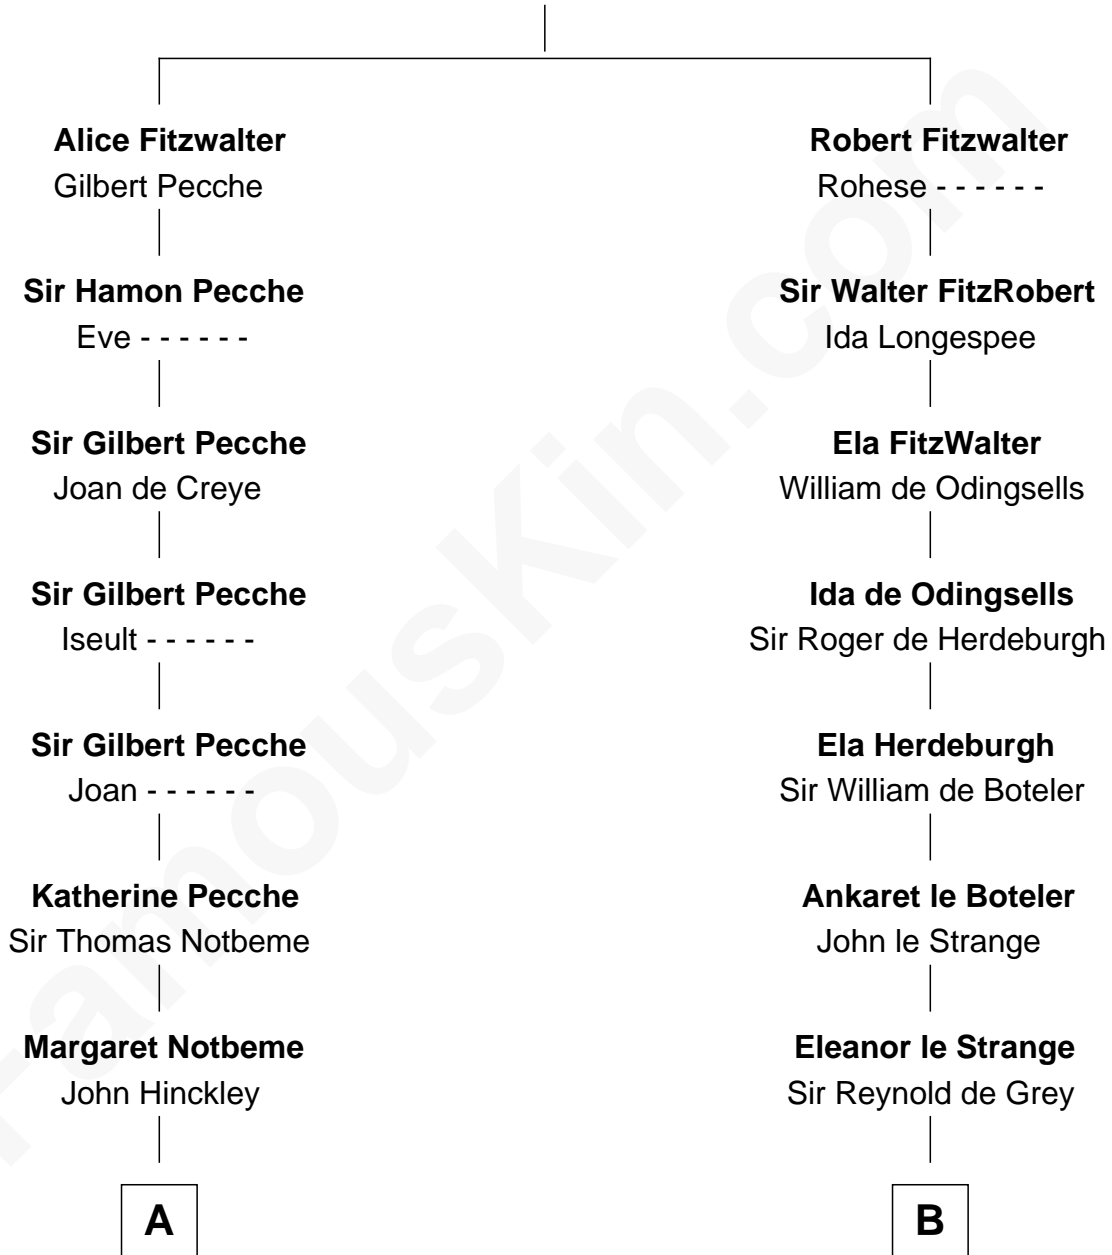 Alice Fitzwalter
Gilbert Pecche
Sir Hamon Pecche
Eve - - - - - -
Sir Gilbert Pecche
Joan de Creye
Sir Gilbert Pecche
Iseult - - - - - -
Sir Gilbert Pecche
Joan - - - - - -
Katherine Pecche
Sir Thomas Notbeme
Margaret Notbeme
John Hinckley
A
Robert Fitzwalter
Rohese - - - - - -
Sir Walter FitzRobert
Ida Longespee
Ela FitzWalter
William de Odingsells
Ida de Odingsells
Sir Roger de Herdeburgh
Ela Herdeburgh
Sir William de Boteler
Ankaret le Boteler
John le Strange
Eleanor le Strange
Sir Reynold de Grey
B
FamousKin.com